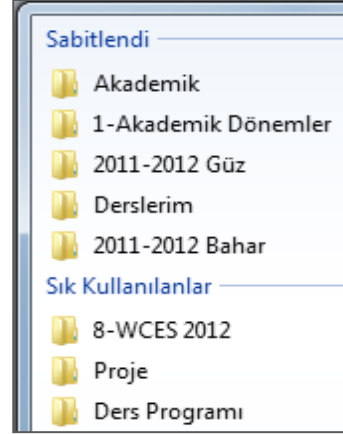 Sabitlendi
Akademik
1-Akademik Dönemler
2011-2012 Güz
Derslerim
2011-2012 Bahar
Sık Kullanılanlar
8-WCES 2012
Proje
Ders Programı